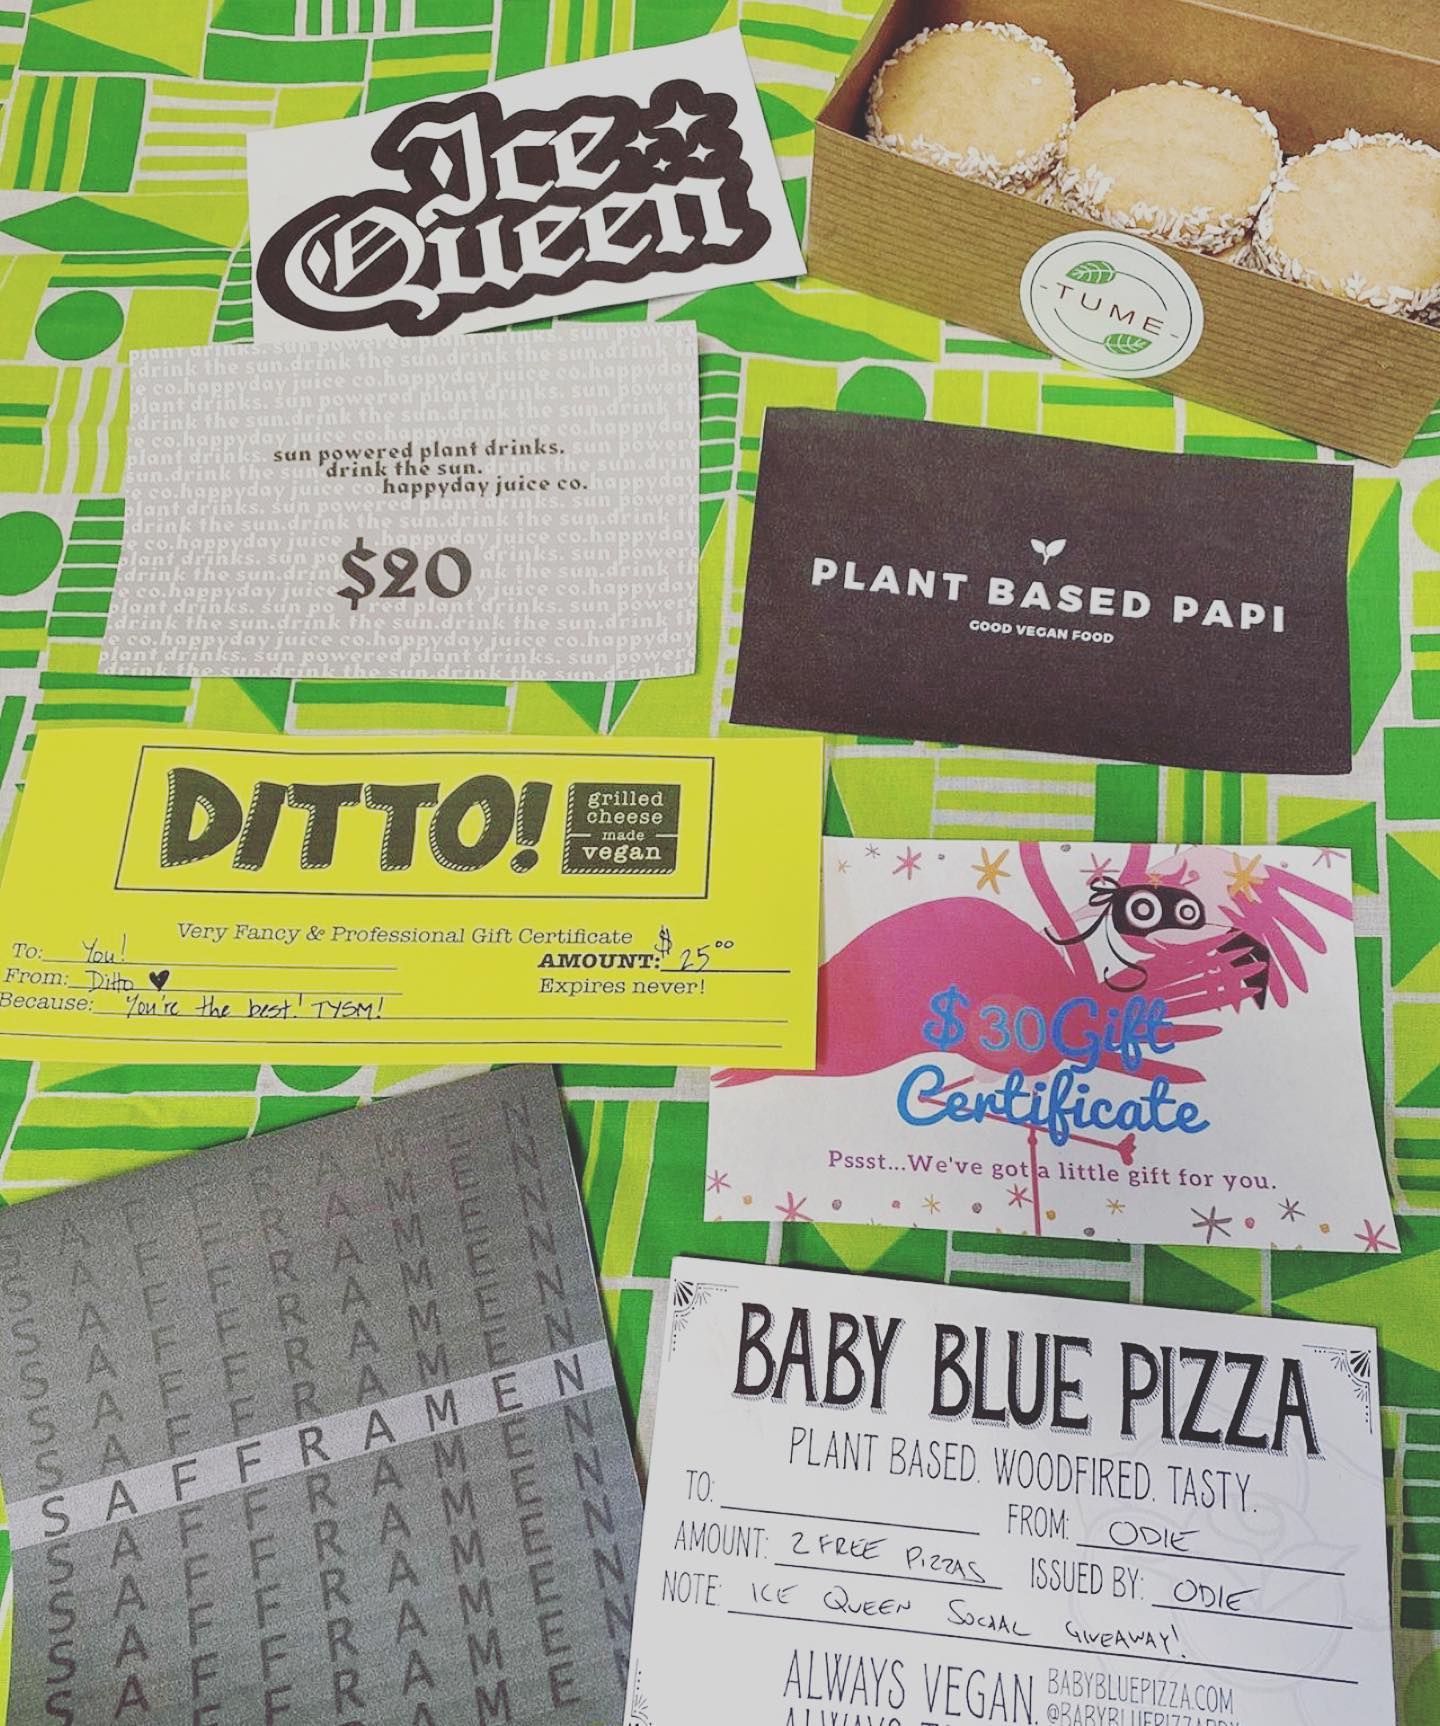 Ice
Queen
- TUME -
sun powered plant drinks.
drink the sun.
happyday juice co.
$20
PLANT BASED PAPI
GOOD VEGAN FOOD
DITTO!
grilled
cheese
made
vegan
Very Fancy & Professional Gift Certificate
To: You!
From: Ditto
Because: You're the best! TYSM!
AMOUNT: $25.00
Expires never!
$30 Gift
Certificate
Pssst...We've got a little gift for you.
SAFFRAMEN
BABY BLUE PIZZA
PLANT BASED. WOODFIRED. TASTY.
TO:
FROM: ODIE
AMOUNT: 2 FREE PIZZAS
ISSUED BY: ODIE
NOTE: ICE QUEEN SOCIAL GIVEAWAY!
ALWAYS VEGAN.
BABYBLUEPIZZA.COM